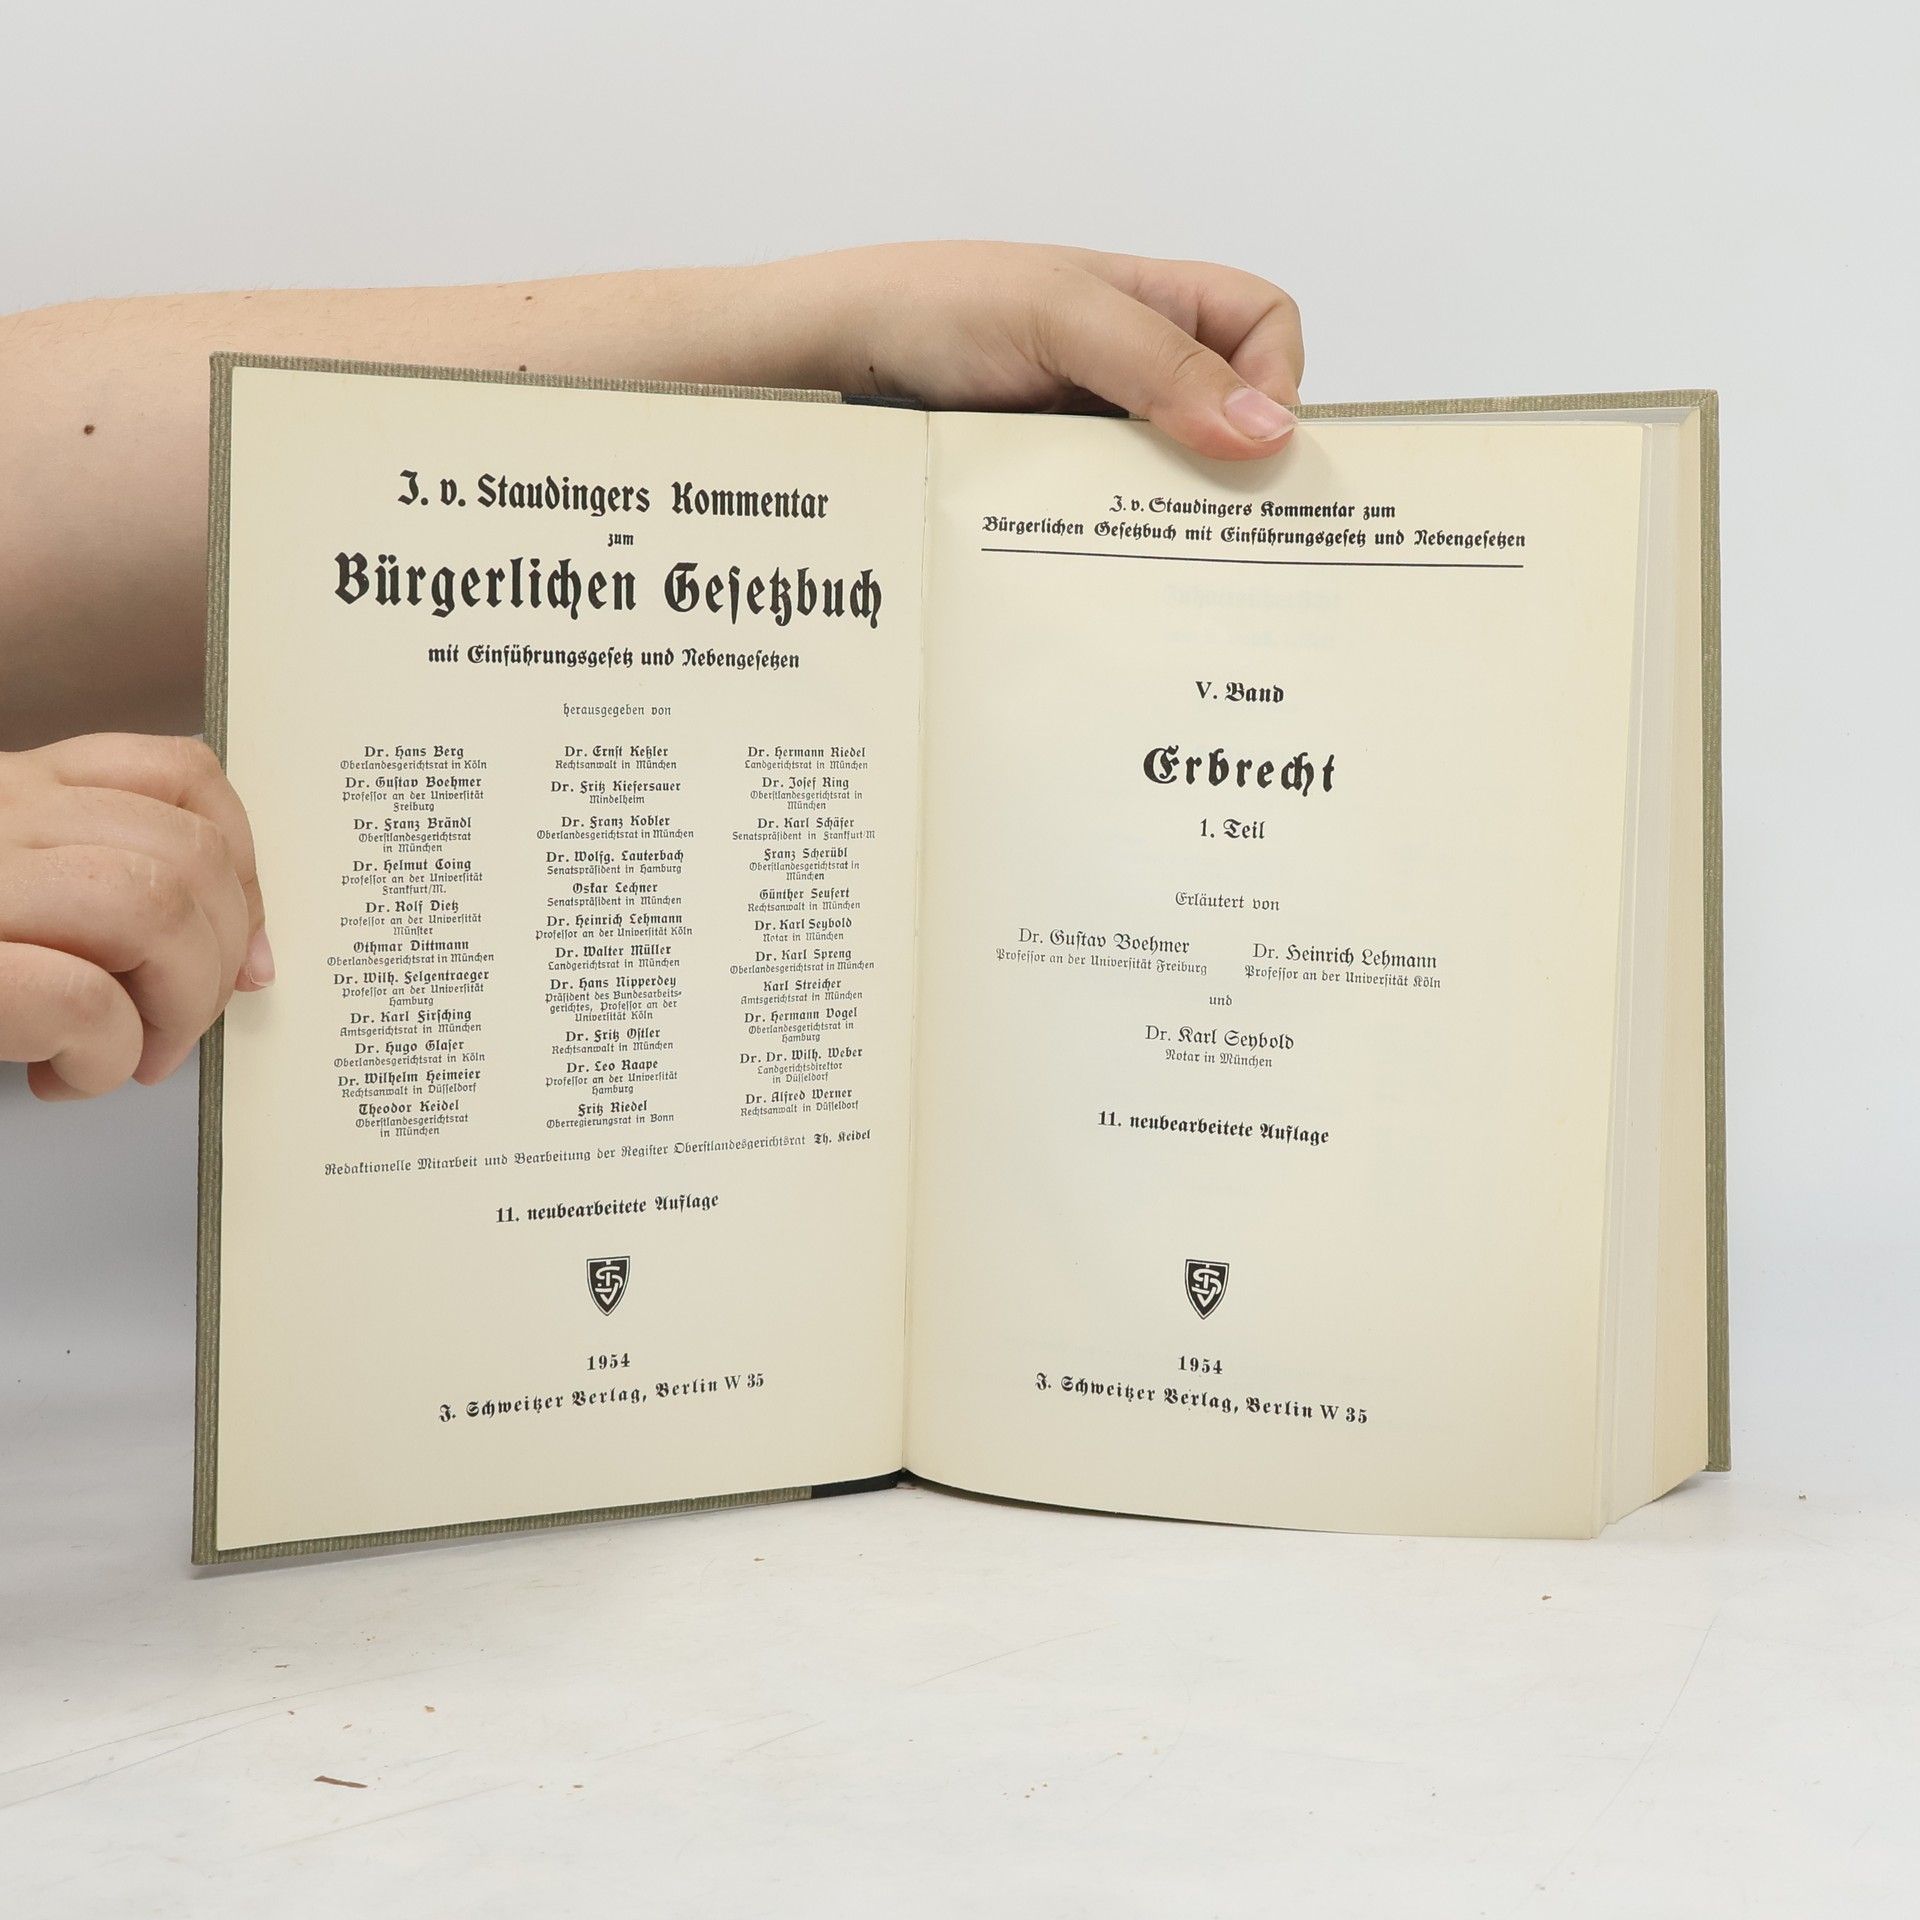 J. v. Staudingers Kommentar
zum
Bürgerlichen Gesetzbuch
mit Einführungsgesetz und Nebengesetzen
herausgegeben von
Dr. Hans Berg
Oberlandesgerichtsrat in Köln
Dr. Gustav Boehmer
Professor an der Universität
Freiburg
Dr. Franz Brändl
Oberstlandesgerichtsrat
in München
Dr. Helmut Coing
Professor an der Universität
Frankfurt/M.
Dr. Rolf Dietz
Professor an der Universität
Münster
Othmar Dittmann
Oberlandesgerichtsrat in München
Dr. Wilh. Felgentraeger
Professor an der Universität
Hamburg
Dr. Karl Firsching
Amtsgerichtsrat in München
Dr. Hugo Glaser
Oberlandesgerichtsrat in Köln
Dr. Wilhelm Heimeier
Rechtsanwalt in Düsseldorf
Theodor Keidel
Oberstlandesgerichtsrat
in München
Dr. Ernst Keßler
Rechtsanwalt in München
Dr. Fritz Kiefersauer
Mindelheim
Dr. Franz Kobler
Oberlandesgerichtsrat in München
Dr. Wolfg. Lauterbach
Senatspräsident in Hamburg
Oskar Lechner
Senatspräsident in München
Dr. Heinrich Lehmann
Professor an der Universität Köln
Dr. Walter Müller
Landgerichtsrat in München
Dr. Hans Nipperdey
Präsident des Bundesarbeits-
gerichtes, Professor an der
Universität Köln
Dr. Fritz Ostler
Rechtsanwalt in München
Dr. Leo Raape
Professor an der Universität
Hamburg
Fritz Riedel
Oberregierungsrat in Bonn
Dr. Hermann Riedel
Landgerichtsrat in München
Dr. Josef Ring
Oberstlandesgerichtsrat in
München
Dr. Karl Schäfer
Senatspräsident in Frankfurt/M
Franz Scherübl
Oberstlandesgerichtsrat in
München
Günther Seufert
Rechtsanwalt in München
Dr. Karl Seybold
Notar in München
Dr. Karl Spreng
Oberlandesgerichtsrat in München
Karl Streicher
Amtsgerichtsrat in München
Dr. Hermann Vogel
Oberlandesgerichtsrat in
Hamburg
Dr. Dr. Wilh. Weber
Landgerichtsdirektor
in Düsseldorf
Dr. Alfred Werner
Rechtsanwalt in Düsseldorf
Redaktionelle Mitarbeit und Bearbeitung der Register Oberstlandesgerichtsrat Th. Keidel
11. neubearbeitete Auflage
1954
J. Schweitzer Verlag, Berlin W 35
J. v. Staudingers Kommentar zum
Bürgerlichen Gesetzbuch mit Einführungsgesetz und Nebengesetzen
V. Band
Erbrecht
1. Teil
Erläutert von
Dr. Gustav Boehmer
Professor an der Universität Freiburg
Dr. Heinrich Lehmann
Professor an der Universität Köln
und
Dr. Karl Seybold
Notar in München
11. neubearbeitete Auflage
1954
J. Schweitzer Verlag, Berlin W 35